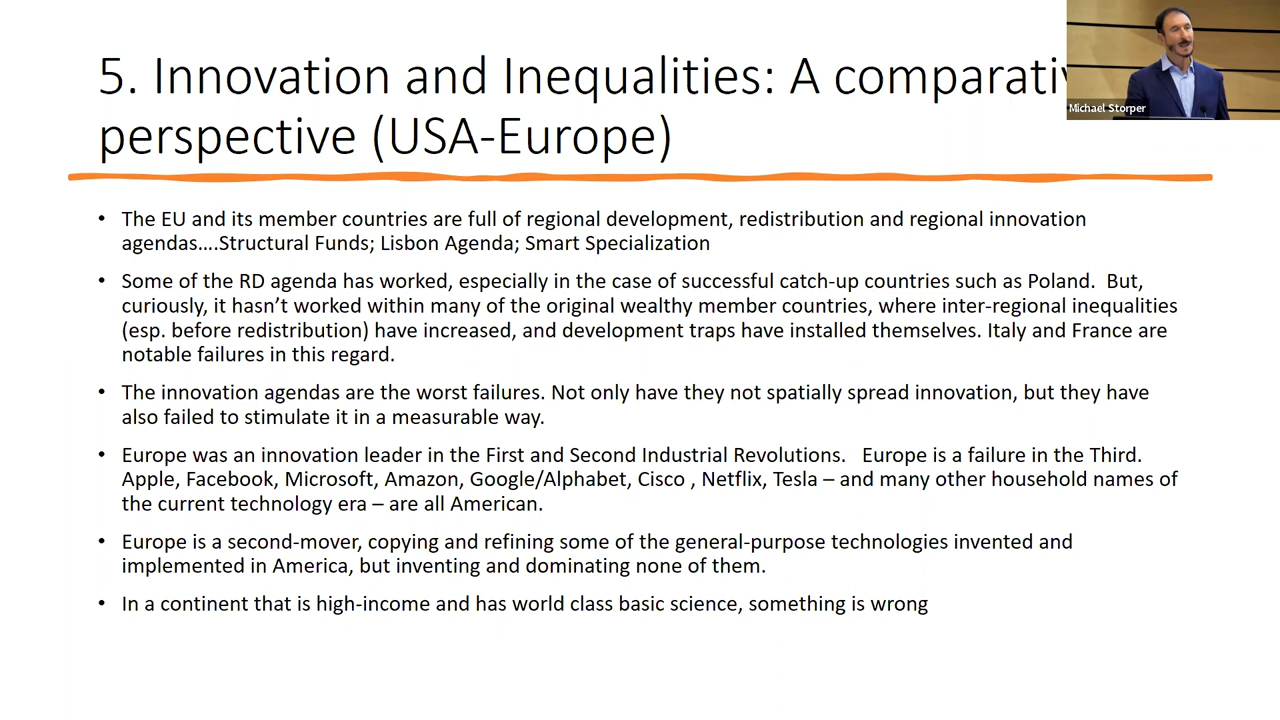 5. Innovation and Inequalities: A comparati
perspective (USA-Europe)
Michael Storper
• The EU and its member countries are full of regional development, redistribution and regional innovation
agendas....Structural Funds; Lisbon Agenda; Smart Specialization
• Some of the RD agenda has worked, especially in the case of successful catch-up countries such as Poland.  But,
curiously, it hasn’t worked within many of the original wealthy member countries, where inter-regional inequalities
(esp. before redistribution) have increased, and development traps have installed themselves. Italy and France are
notable failures in this regard.
• The innovation agendas are the worst failures. Not only have they not spatially spread innovation, but they have
also failed to stimulate it in a measurable way.
• Europe was an innovation leader in the First and Second Industrial Revolutions.   Europe is a failure in the Third.
Apple, Facebook, Microsoft, Amazon, Google/Alphabet, Cisco , Netflix, Tesla – and many other household names of
the current technology era – are all American.
• Europe is a second-mover, copying and refining some of the general-purpose technologies invented and
implemented in America, but inventing and dominating none of them.
• In a continent that is high-income and has world class basic science, something is wrong